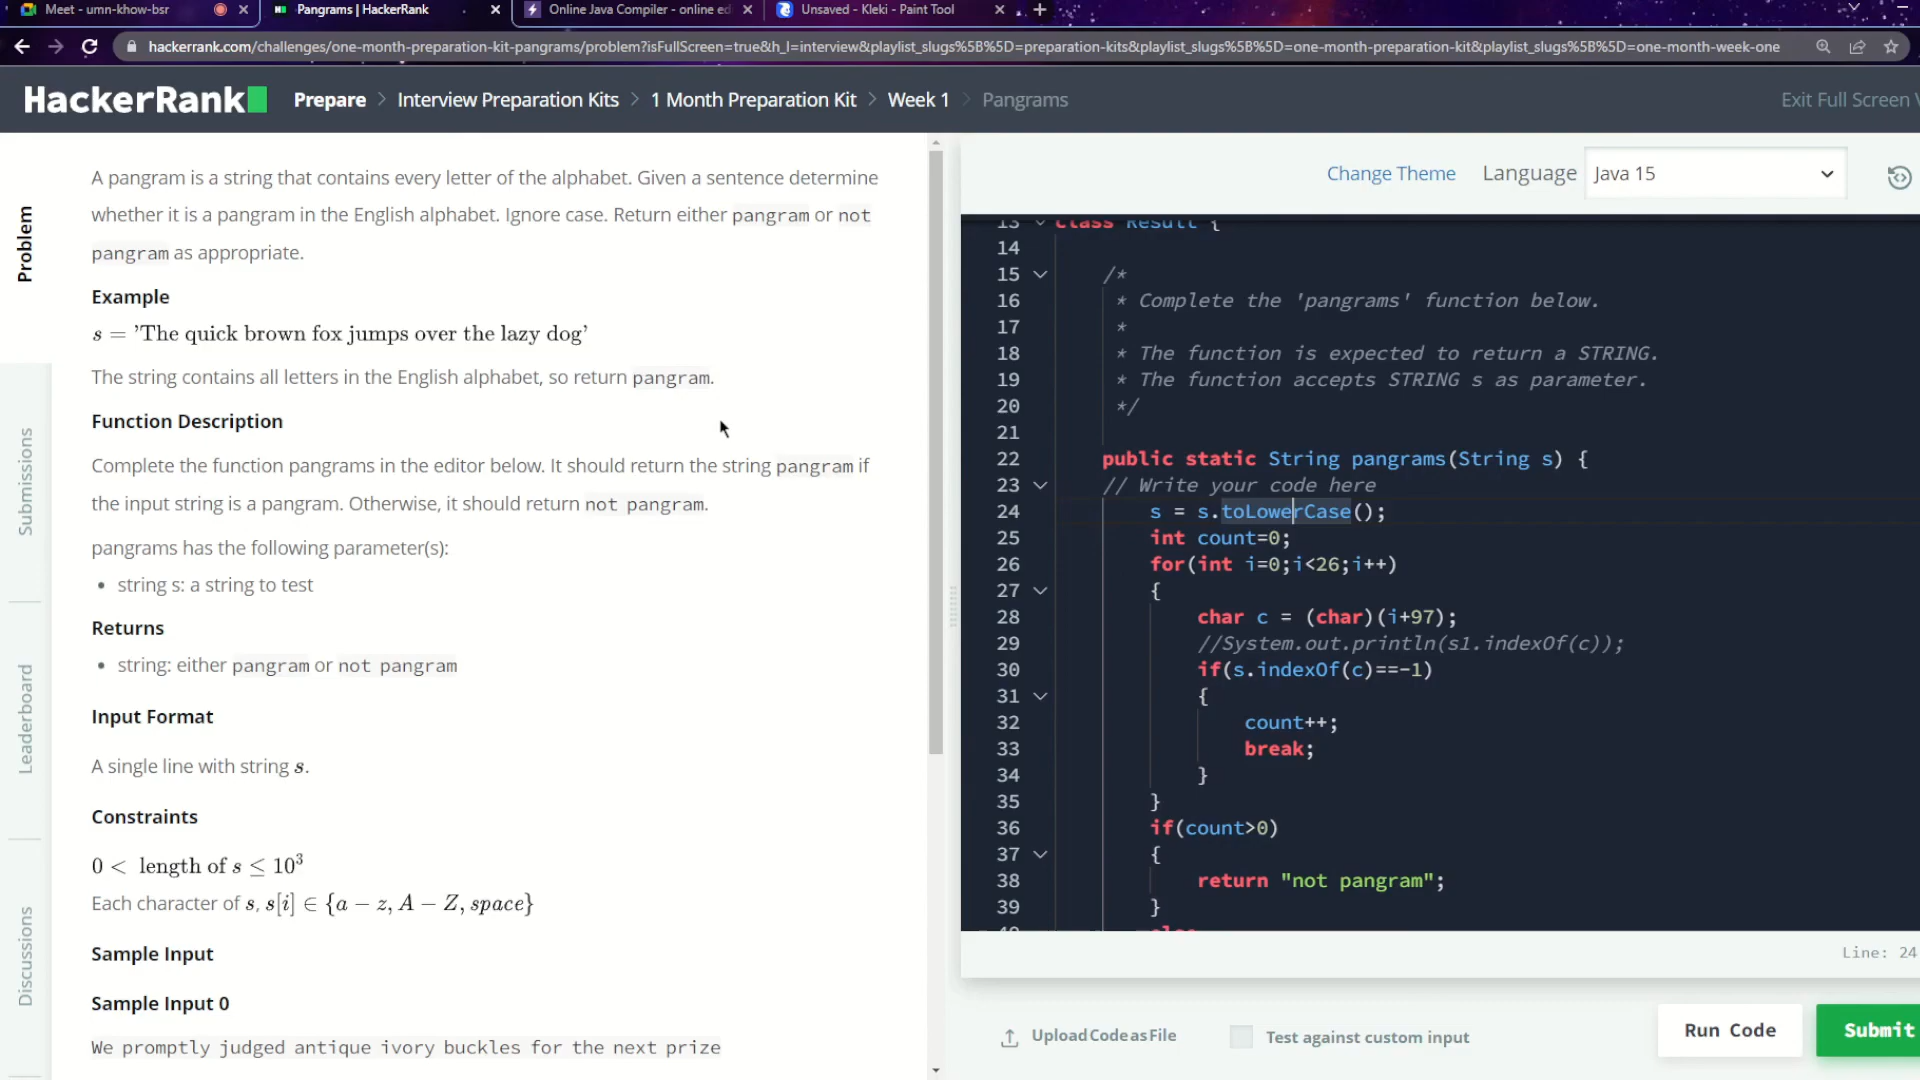 Meet - umn-khow-bsr
Pangrams | HackerRank
Online Java Compiler - online ed
Unsaved - Kleki - Paint Tool
hackerrank.com/challenges/one-month-preparation-kit-pangrams/problem?isFullScreen=true&h_l=interview&playlist_slugs%5B%5D=preparation-kits&playlist_slugs%5B%5D=one-month-preparation-kit&playlist_slugs%5B%5D=one-month-week-one
HackerRank
Prepare > Interview Preparation Kits > 1 Month Preparation Kit > Week 1 > Pangrams
Exit Full Screen V
Problem
Submissions
Leaderboard
Discussions
A pangram is a string that contains every letter of the alphabet. Given a sentence determine
whether it is a pangram in the English alphabet. Ignore case. Return either pangram or not
pangram as appropriate.
Example
s = 'The quick brown fox jumps over the lazy dog'
The string contains all letters in the English alphabet, so return pangram.
Function Description
Complete the function pangrams in the editor below. It should return the string pangram if
the input string is a pangram. Otherwise, it should return not pangram.
pangrams has the following parameter(s):
• string s: a string to test
Returns
• string: either pangram or not pangram
Input Format
A single line with string s.
Constraints
0 < length of s ≤ 10³
Each character of s, s[i] ∈ {a − z, A − Z, space}
Sample Input
Sample Input 0
We promptly judged antique ivory buckles for the next prize
Change Theme Language Java 15
13 class Result {
14
15 /*
16 * Complete the 'pangrams' function below.
17 *
18 * The function is expected to return a STRING.
19 * The function accepts STRING s as parameter.
20 */
21
22 public static String pangrams(String s) {
23 // Write your code here
24 s = s.toLowerCase();
25 int count=0;
26 for(int i=0;i<26;i++)
27 {
28 char c = (char)(i+97);
29 //System.out.println(s1.indexOf(c));
30 if(s.indexOf(c)==-1)
31 {
32 count++;
33 break;
34 }
35 }
36 if(count>0)
37 {
38 return "not pangram";
39 }
40 else
Line: 24
Upload Code as File
Test against custom input
Run Code
Submit